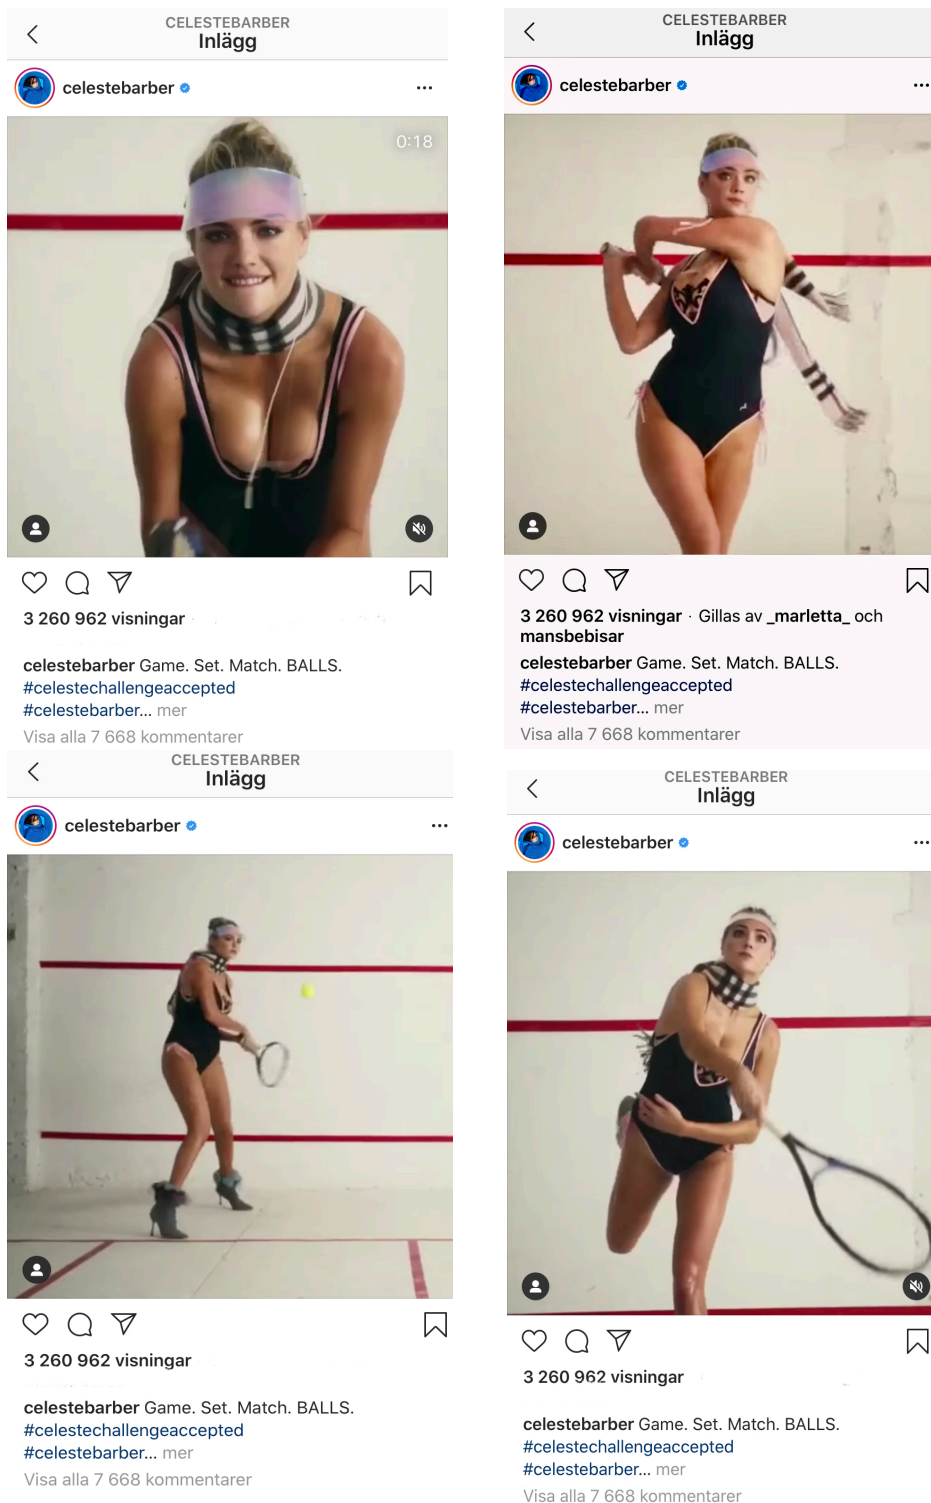 CELESTEBARBER
Inlägg
celestebarber
0:18
3 260 962 visningar
celestebarber Game. Set. Match. BALLS.
#celestechallengeaccepted
#celestebarber... mer
Visa alla 7 668 kommentarer
CELESTEBARBER
Inlägg
celestebarber
3 260 962 visningar · Gillas av _marletta_ och
mansbebisar
celestebarber Game. Set. Match. BALLS.
#celestechallengeaccepted
#celestebarber... mer
Visa alla 7 668 kommentarer
CELESTEBARBER
Inlägg
celestebarber
3 260 962 visningar
celestebarber Game. Set. Match. BALLS.
#celestechallengeaccepted
#celestebarber... mer
Visa alla 7 668 kommentarer
CELESTEBARBER
Inlägg
celestebarber
3 260 962 visningar
celestebarber Game. Set. Match. BALLS.
#celestechallengeaccepted
#celestebarber... mer
Visa alla 7 668 kommentarer